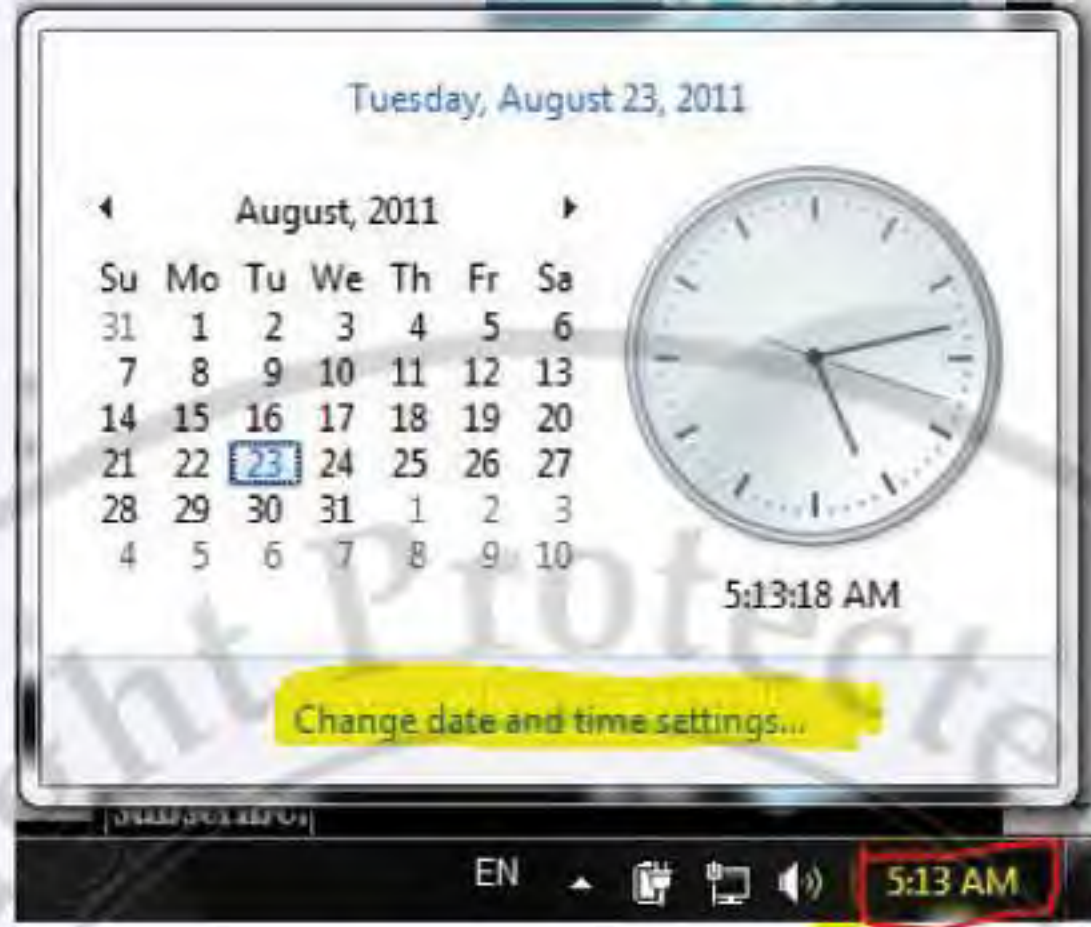 Tuesday, August 23, 2011
August, 2011
Su Mo Tu We Th Fr Sa
31 1 2 3 4 5 6
7 8 9 10 11 12 13
14 15 16 17 18 19 20
21 22 23 24 25 26 27
28 29 30 31 1 2 3
4 5 6 7 8 9 10
5:13:18 AM
Change date and time settings...
EN 5:13 AM